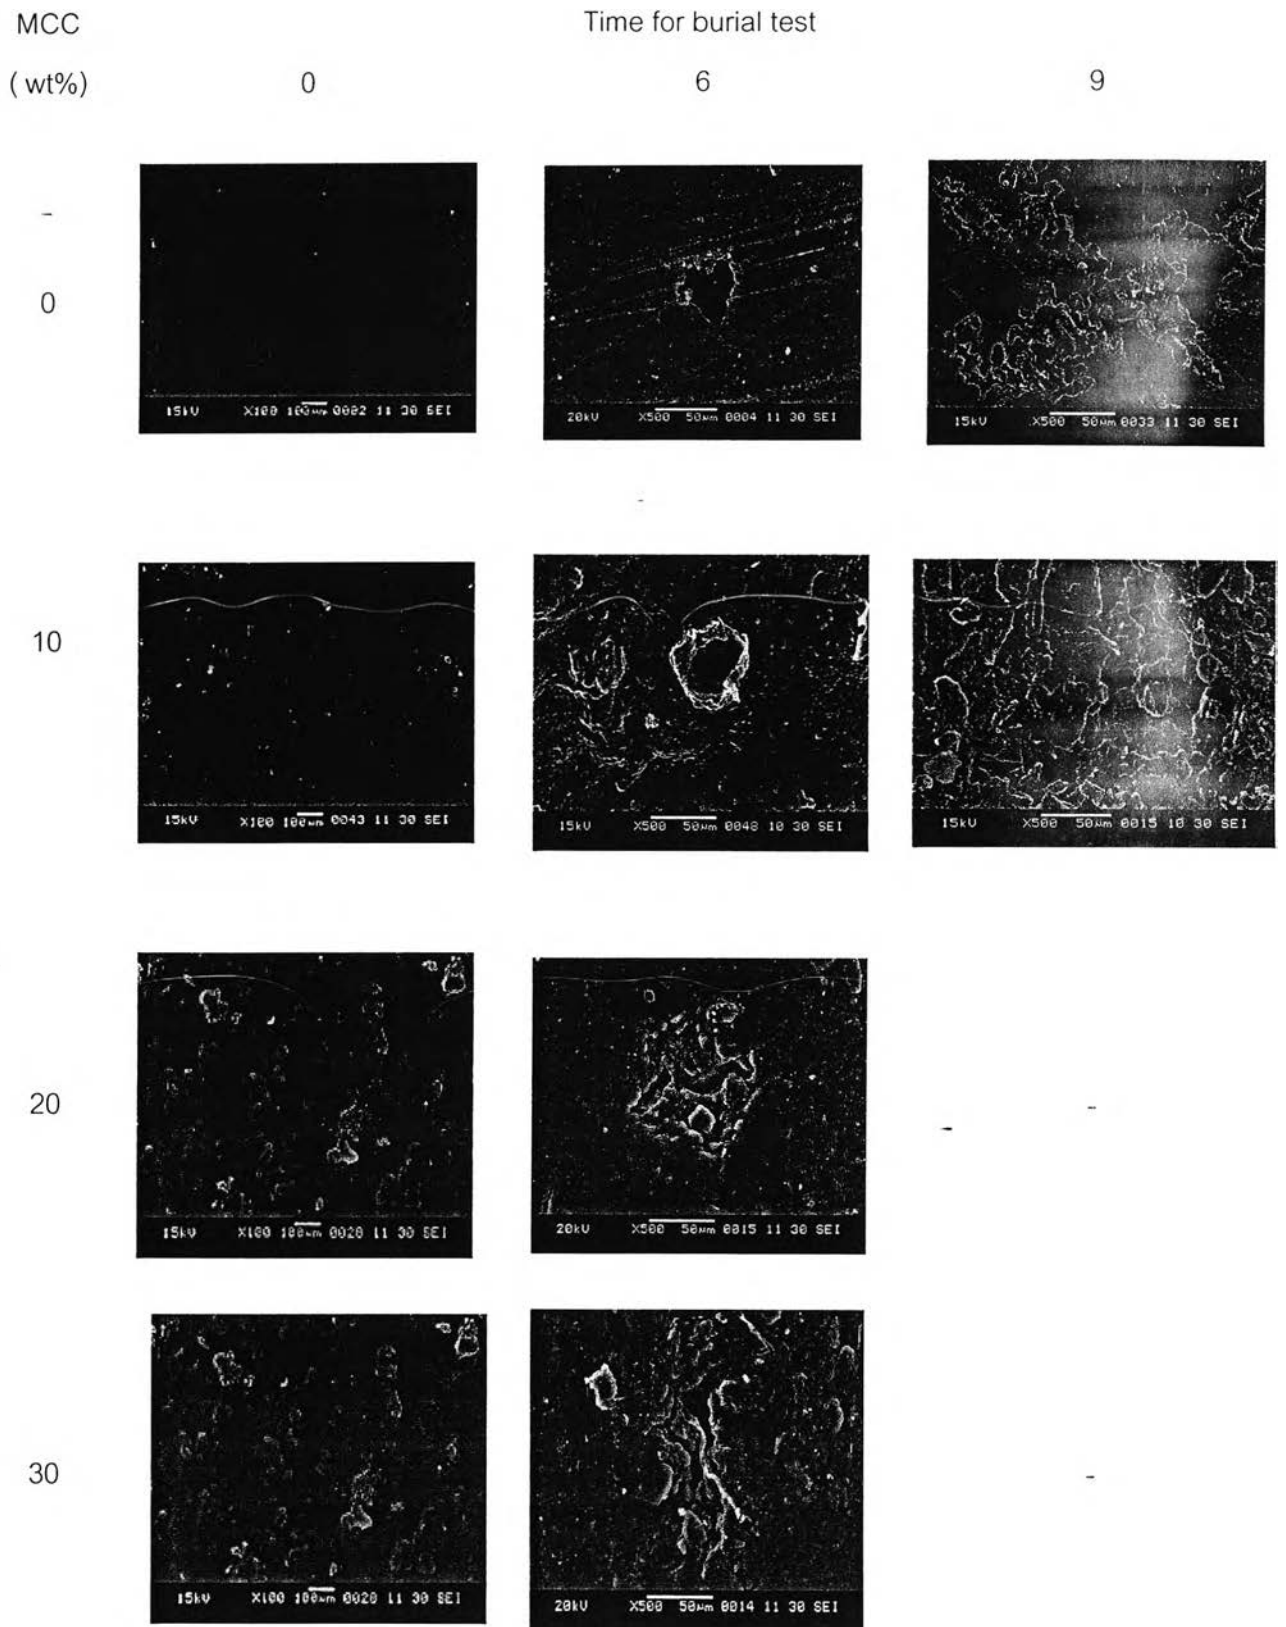 MCC Time for burial test
( wt%) 0 6 9
-
0
15kV X100 100µm 0002 11 30 SEI
20kV X500 50µm 0004 11 30 SEI
15kV X500 50µm 0033 11 30 SEI
10
15kV X100 100µm 0043 11 30 SEI
15kV X500 50µm 0048 10 30 SEI
15kV X500 50µm 0015 10 30 SEI
20
15kV X100 100µm 0020 11 30 SEI
20kV X500 50µm 0015 11 30 SEI
-
30
15kV X100 100µm 0020 11 30 SEI
20kV X500 50µm 0014 11 30 SEI
-